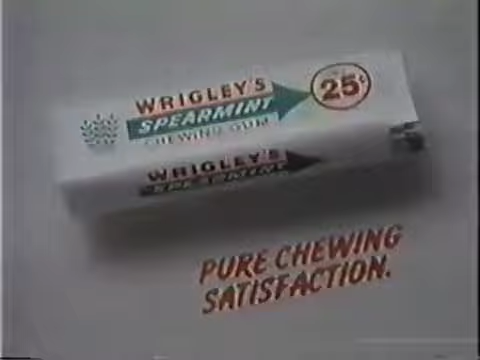 WRIGLEY'S
SPEARMINT
CHEWING GUM
25¢
WRIGLEY'S
SPEARMINT
PURE CHEWING
SATISFACTION.